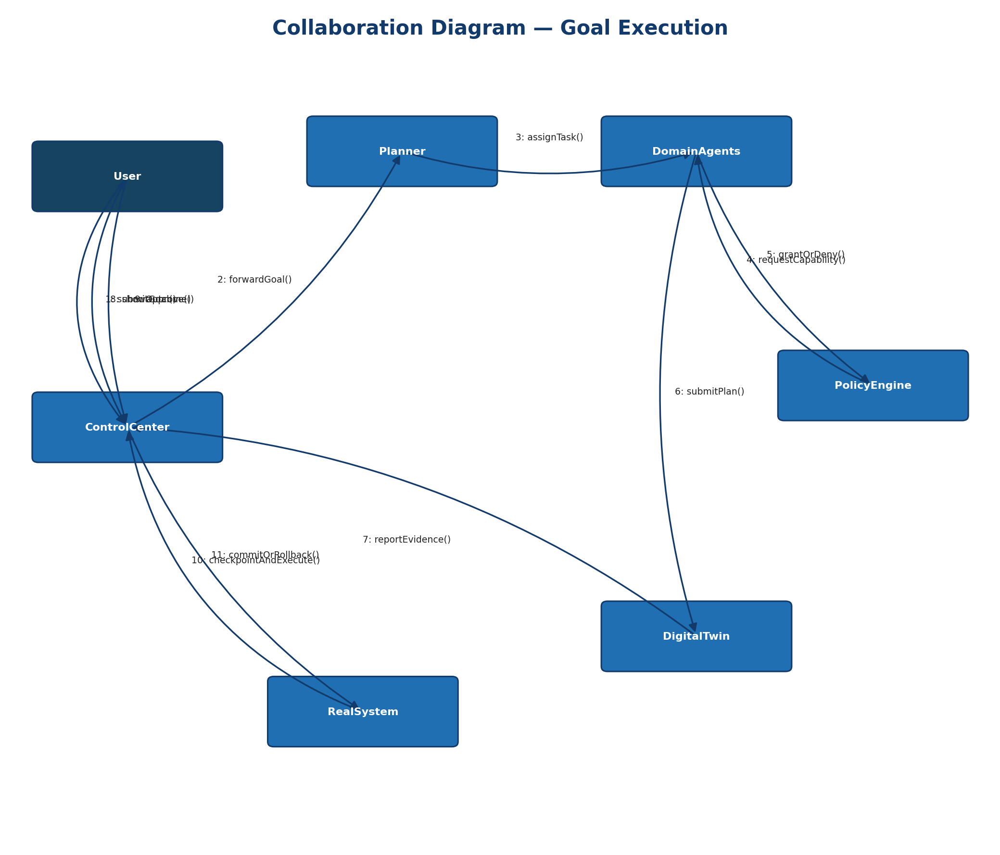 Collaboration Diagram — Goal Execution
Planner
3: assignTask()
DomainAgents
User
5: grantOrDeny()
4: requestCapability()
2: forwardGoal()
PolicyEngine
6: submitPlan()
ControlCenter
7: reportEvidence()
11: commitOrRollback()
10: checkpointAndExecute()
DigitalTwin
RealSystem